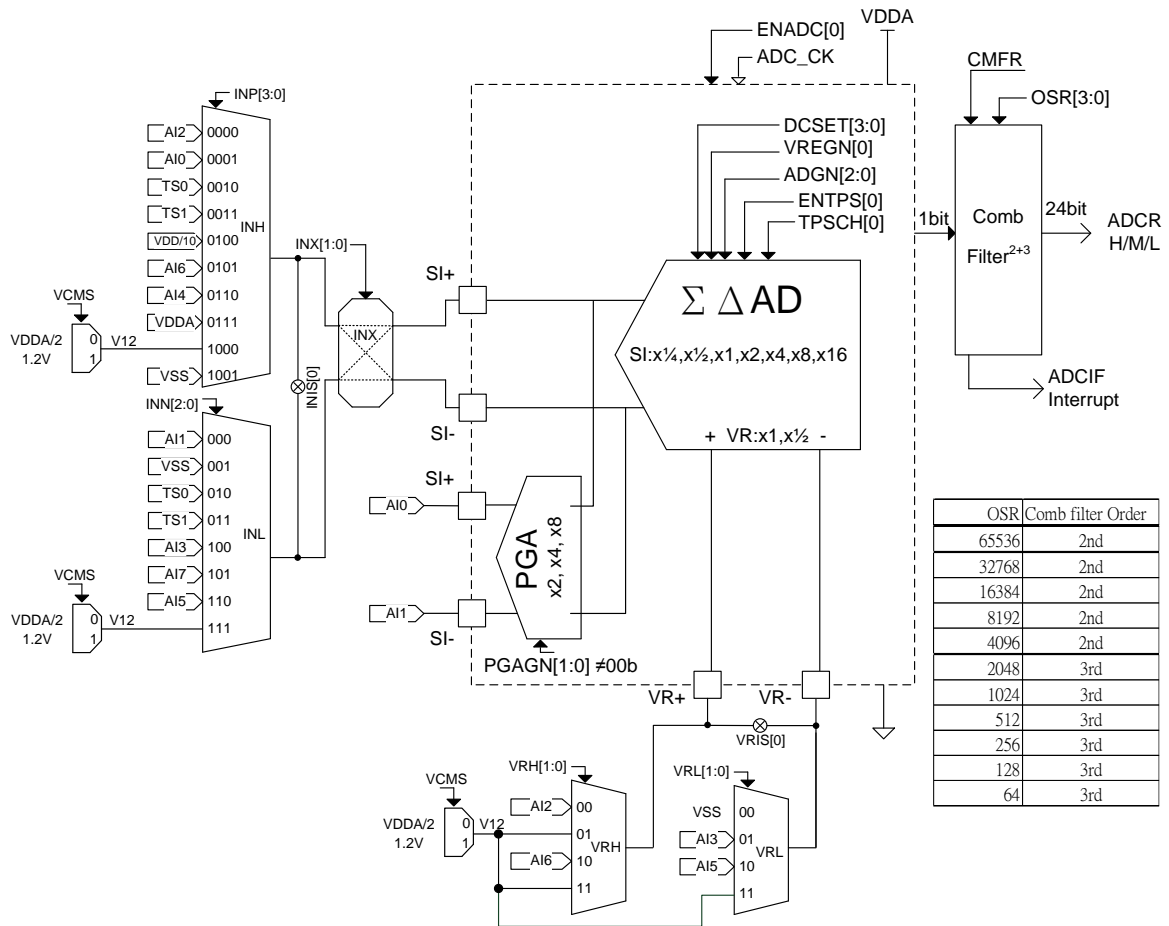 ENADC[0]
ADC_CK
VDDA
CMFR
OSR[3:0]
INP[3:0]
AI2 0000
AI0 0001
TS0 0010
TS1 0011
VDD/10 0100
AI6 0101
AI4 0110
VDDA 0111
1000
VSS 1001
INH
VCMS
VDDA/2 0
1.2V 1
V12
INX[1:0]
INX
INIS[0]
SI+
SI-
DCSET[3:0]
VREGN[0]
ADGN[2:0]
ENTPS[0]
TPSCH[0]
Σ Δ AD
SI:x¼,x½,x1,x2,x4,x8,x16
+ VR:x1,x½ -
1bit
Comb
Filter2+3
24bit
ADCR
H/M/L
ADCIF
Interrupt
INN[2:0]
AI1 000
VSS 001
TS0 010
TS1 011
AI3 100
AI7 101
AI5 110
111
INL
VCMS
VDDA/2 0
1.2V 1
V12
SI+
AI0
AI1
SI-
PGA
x2, x4, x8
PGAGN[1:0] ≠00b
VR+
VR-
VRIS[0]
VRH[1:0]
VCMS
VDDA/2 0
1.2V 1
V12
AI2 00
01
AI6 10
11
VRH
VRL[1:0]
VSS 00
AI3 01
AI5 10
11
VRL
OSR Comb filter Order
65536 2nd
32768 2nd
16384 2nd
8192 2nd
4096 2nd
2048 3rd
1024 3rd
512 3rd
256 3rd
128 3rd
64 3rd